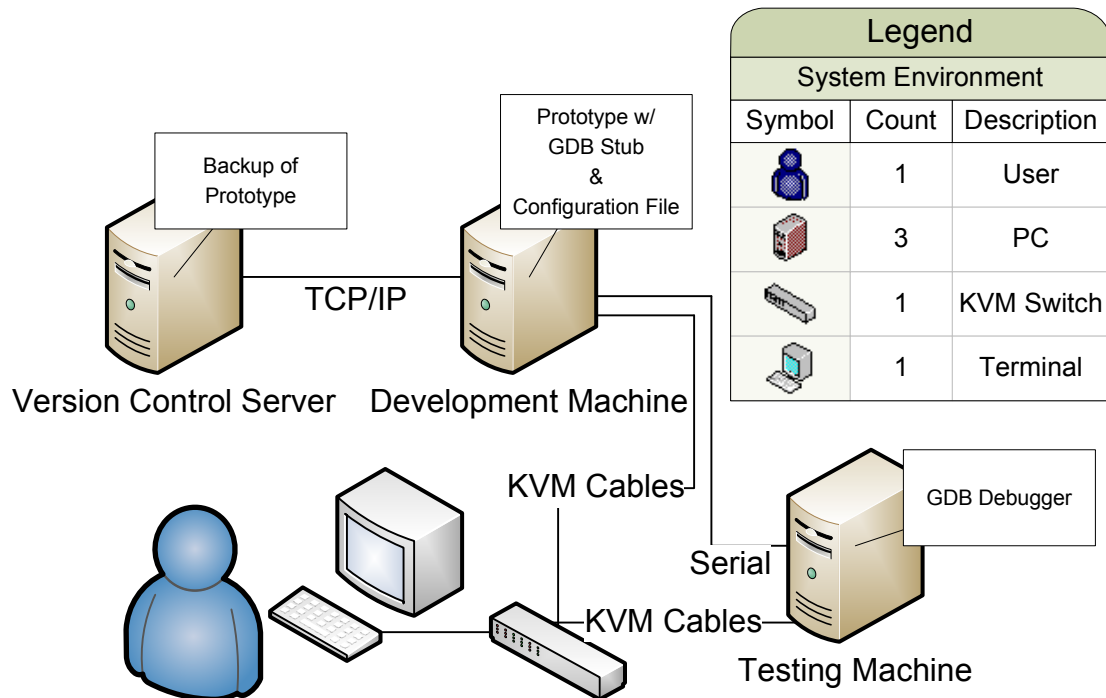 Legend
System Environment
Symbol Count Description
1 User
3 PC
1 KVM Switch
1 Terminal
Backup of
Prototype
Prototype w/
GDB Stub
&
Configuration File
TCP/IP
Version Control Server
Development Machine
KVM Cables
GDB Debugger
Serial
KVM Cables
Testing Machine